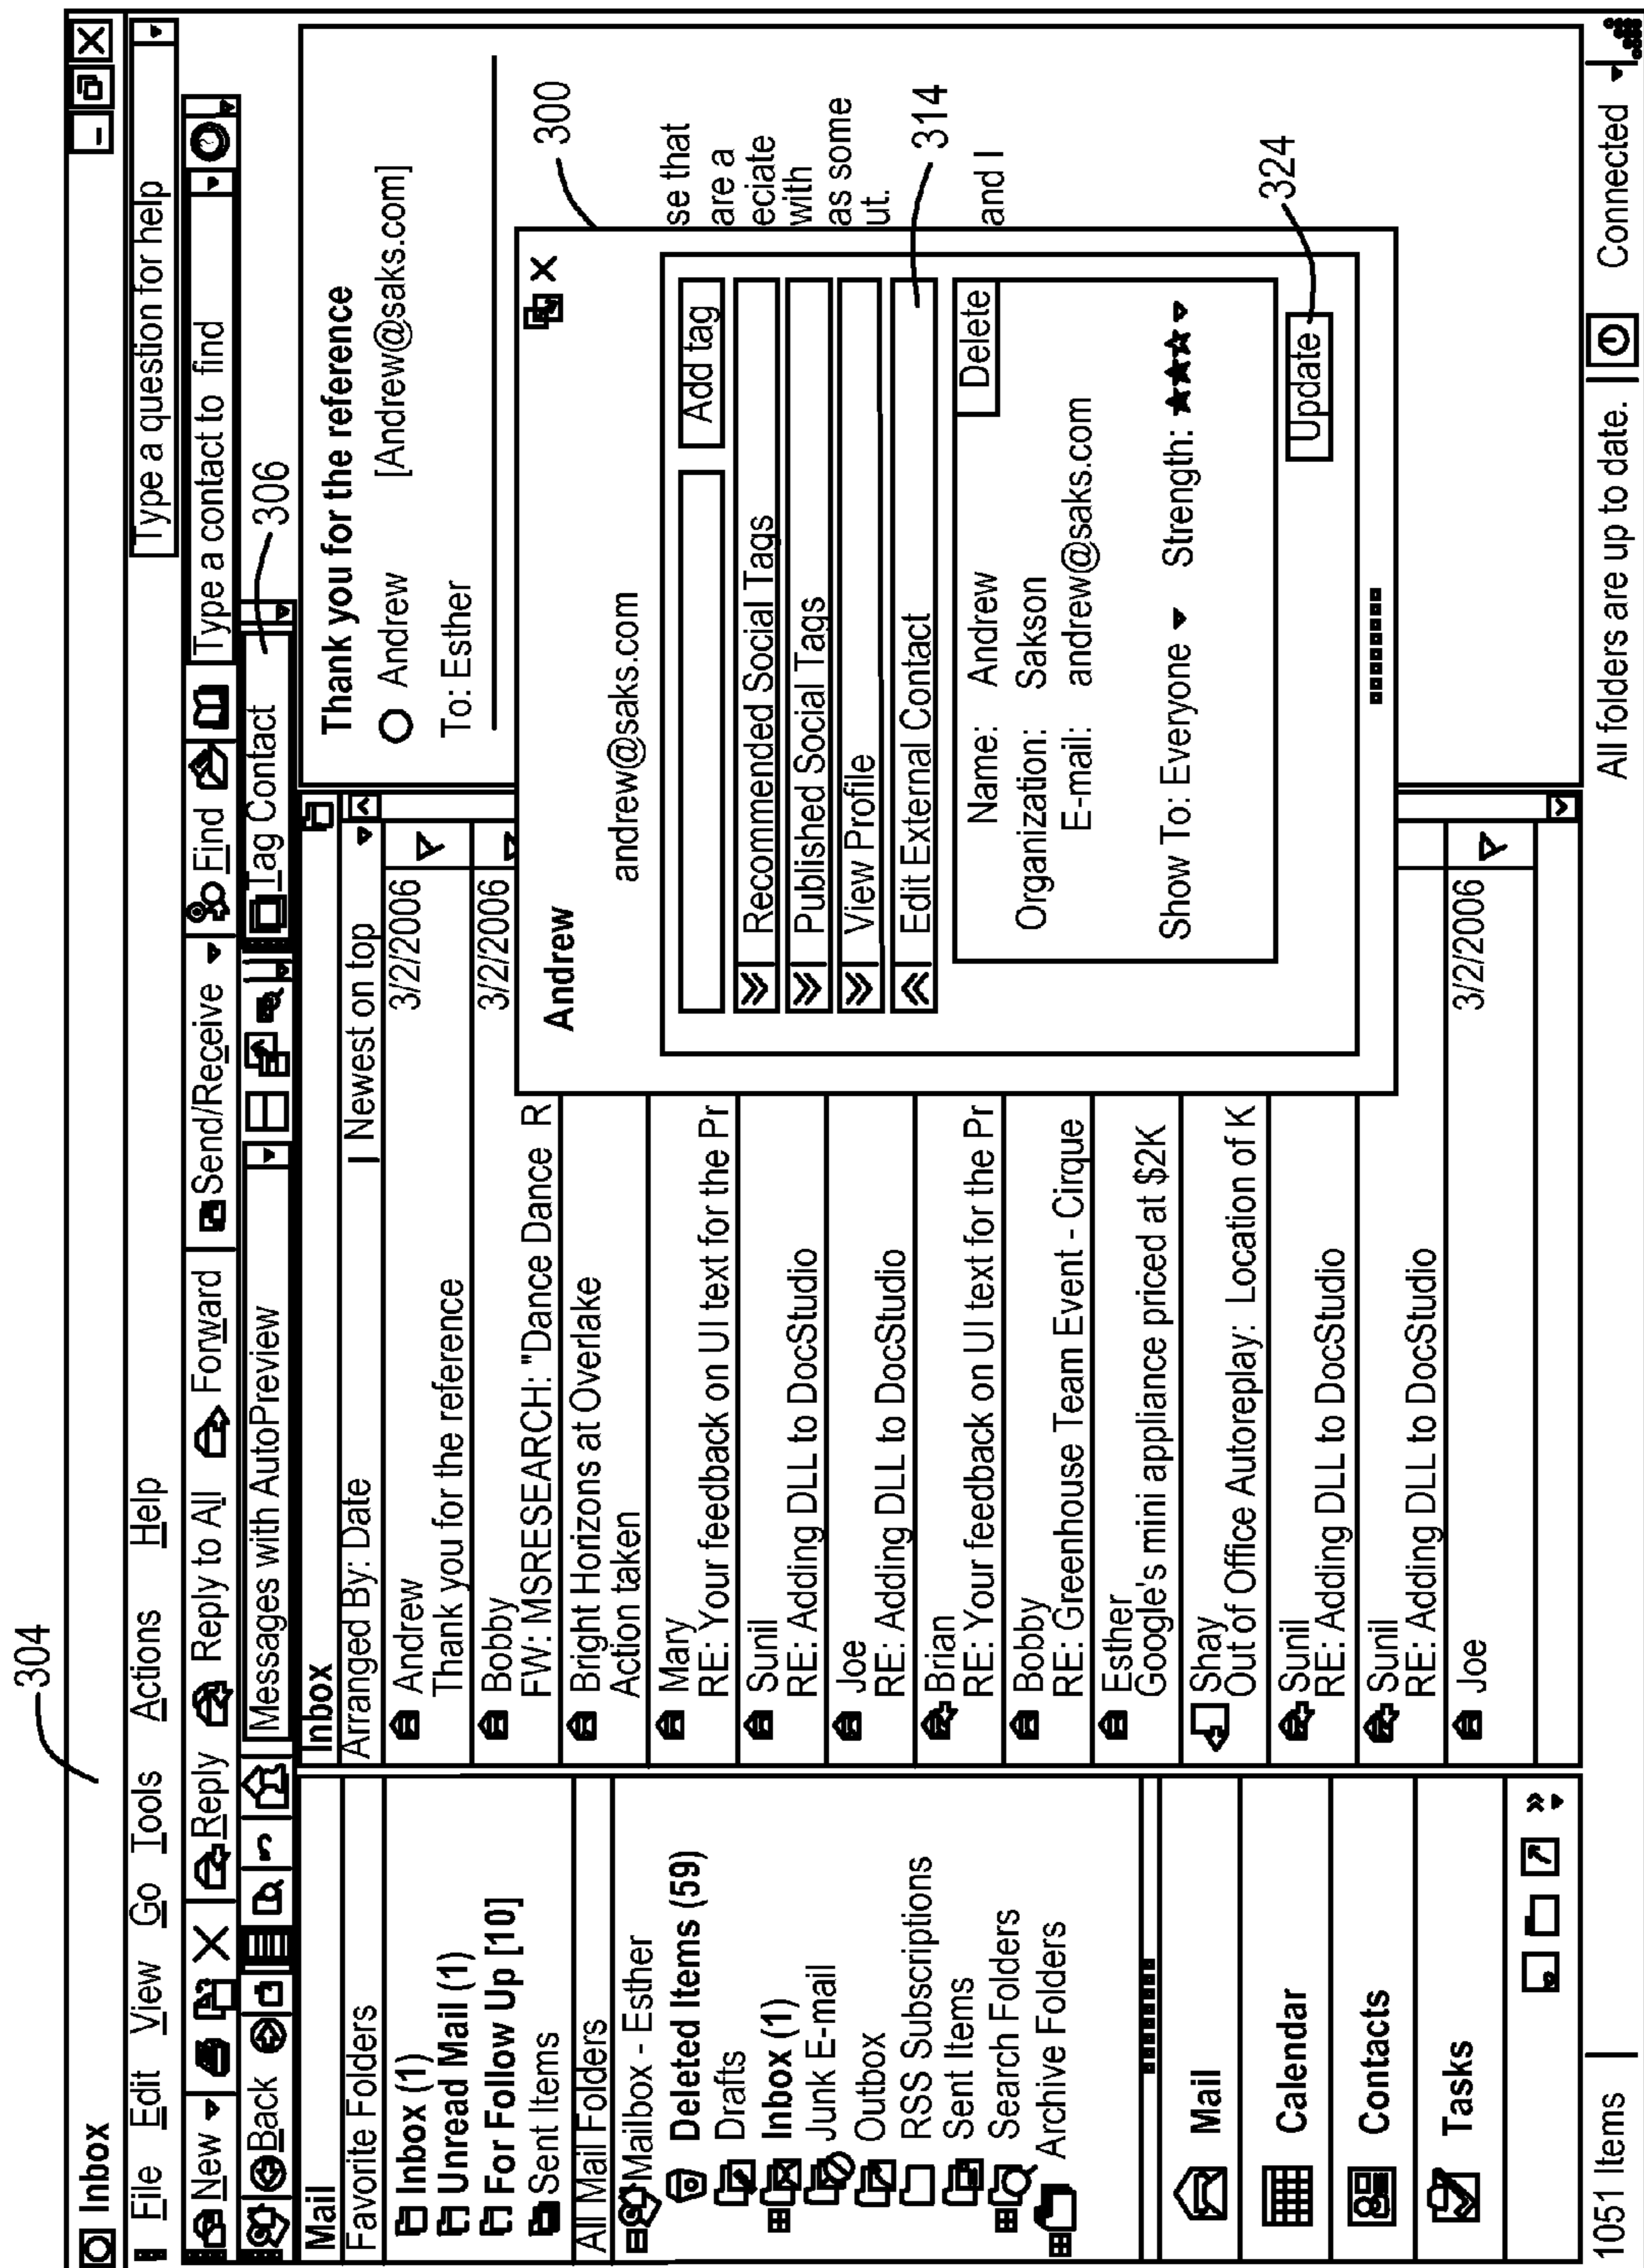 304
Inbox
File Edit View Go Tools Actions Help
Type a question for help
New Reply Reply to All Forward Send/Receive Find Type a contact to find
Back Messages with AutoPreview Tag Contact
306
Mail
Favorite Folders
Inbox (1)
Unread Mail (1)
For Follow Up [10]
Sent Items
All Mail Folders
Mailbox - Esther
Deleted Items (59)
Drafts
Inbox (1)
Junk E-mail
Outbox
RSS Subscriptions
Sent Items
Search Folders
Archive Folders
Mail
Calendar
Contacts
Tasks
Inbox
Arranged By: Date Newest on top
Andrew 3/2/2006
Thank you for the reference
Bobby 3/2/2006
FW: MSRESEARCH: "Dance Dance R
Bright Horizons at Overlake
Action taken
Mary
RE: Your feedback on UI text for the Pr
Sunil
RE: Adding DLL to DocStudio
Joe
RE: Adding DLL to DocStudio
Brian
RE: Your feedback on UI text for the Pr
Bobby
RE: Greenhouse Team Event - Cirque
Esther
Google's mini appliance priced at $2K
Shay
Out of Office Autoreplay: Location of K
Sunil
RE: Adding DLL to DocStudio
Sunil
RE: Adding DLL to DocStudio
Joe 3/2/2006
Thank you for the reference
Andrew [Andrew@saks.com]
To: Esther
300
se that
are a
eciate
with
as some
ut.
314
and I
Andrew
andrew@saks.com
Add tag
Recommended Social Tags
Published Social Tags
View Profile
Edit External Contact
Delete
Name: Andrew
Organization: Sakson
E-mail: andrew@saks.com
Show To: Everyone Strength:
Update
324
1051 Items All folders are up to date. Connected